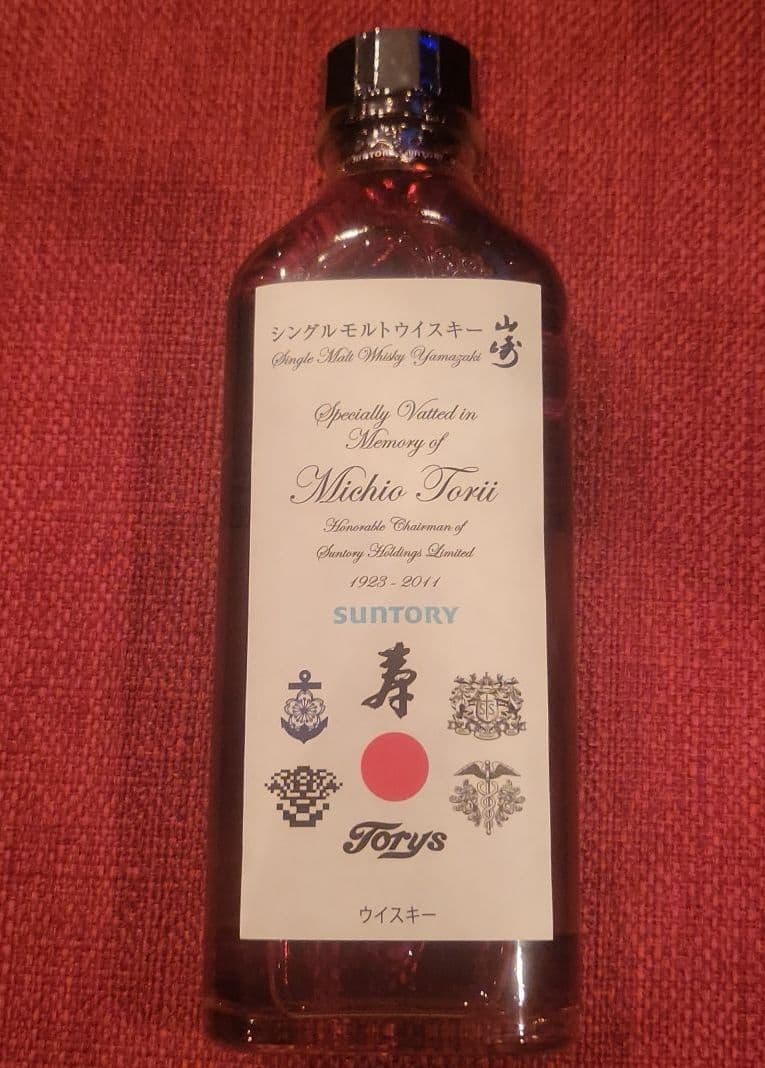 SUNTORY
シングルモルトウイスキー 山崎
Single Malt Whisky Yamazaki
Specially Vatted in
Memory of
Michio Torii
Honorable Chairman of
Suntory Holdings Limited
1923 - 2011
SUNTORY
寿
Torys
ウイスキー